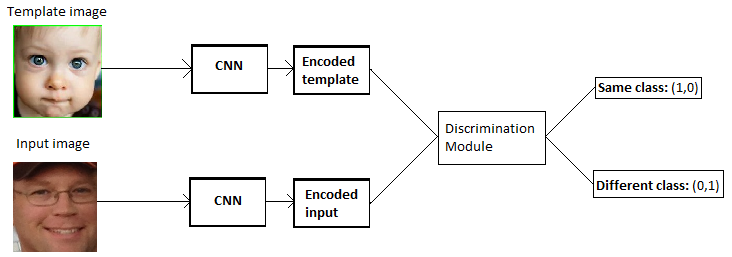 Template image
CNN
Encoded
template
Same class: (1,0)
Discrimination
Module
Input image
Different class: (0,1)
CNN
Encoded
input